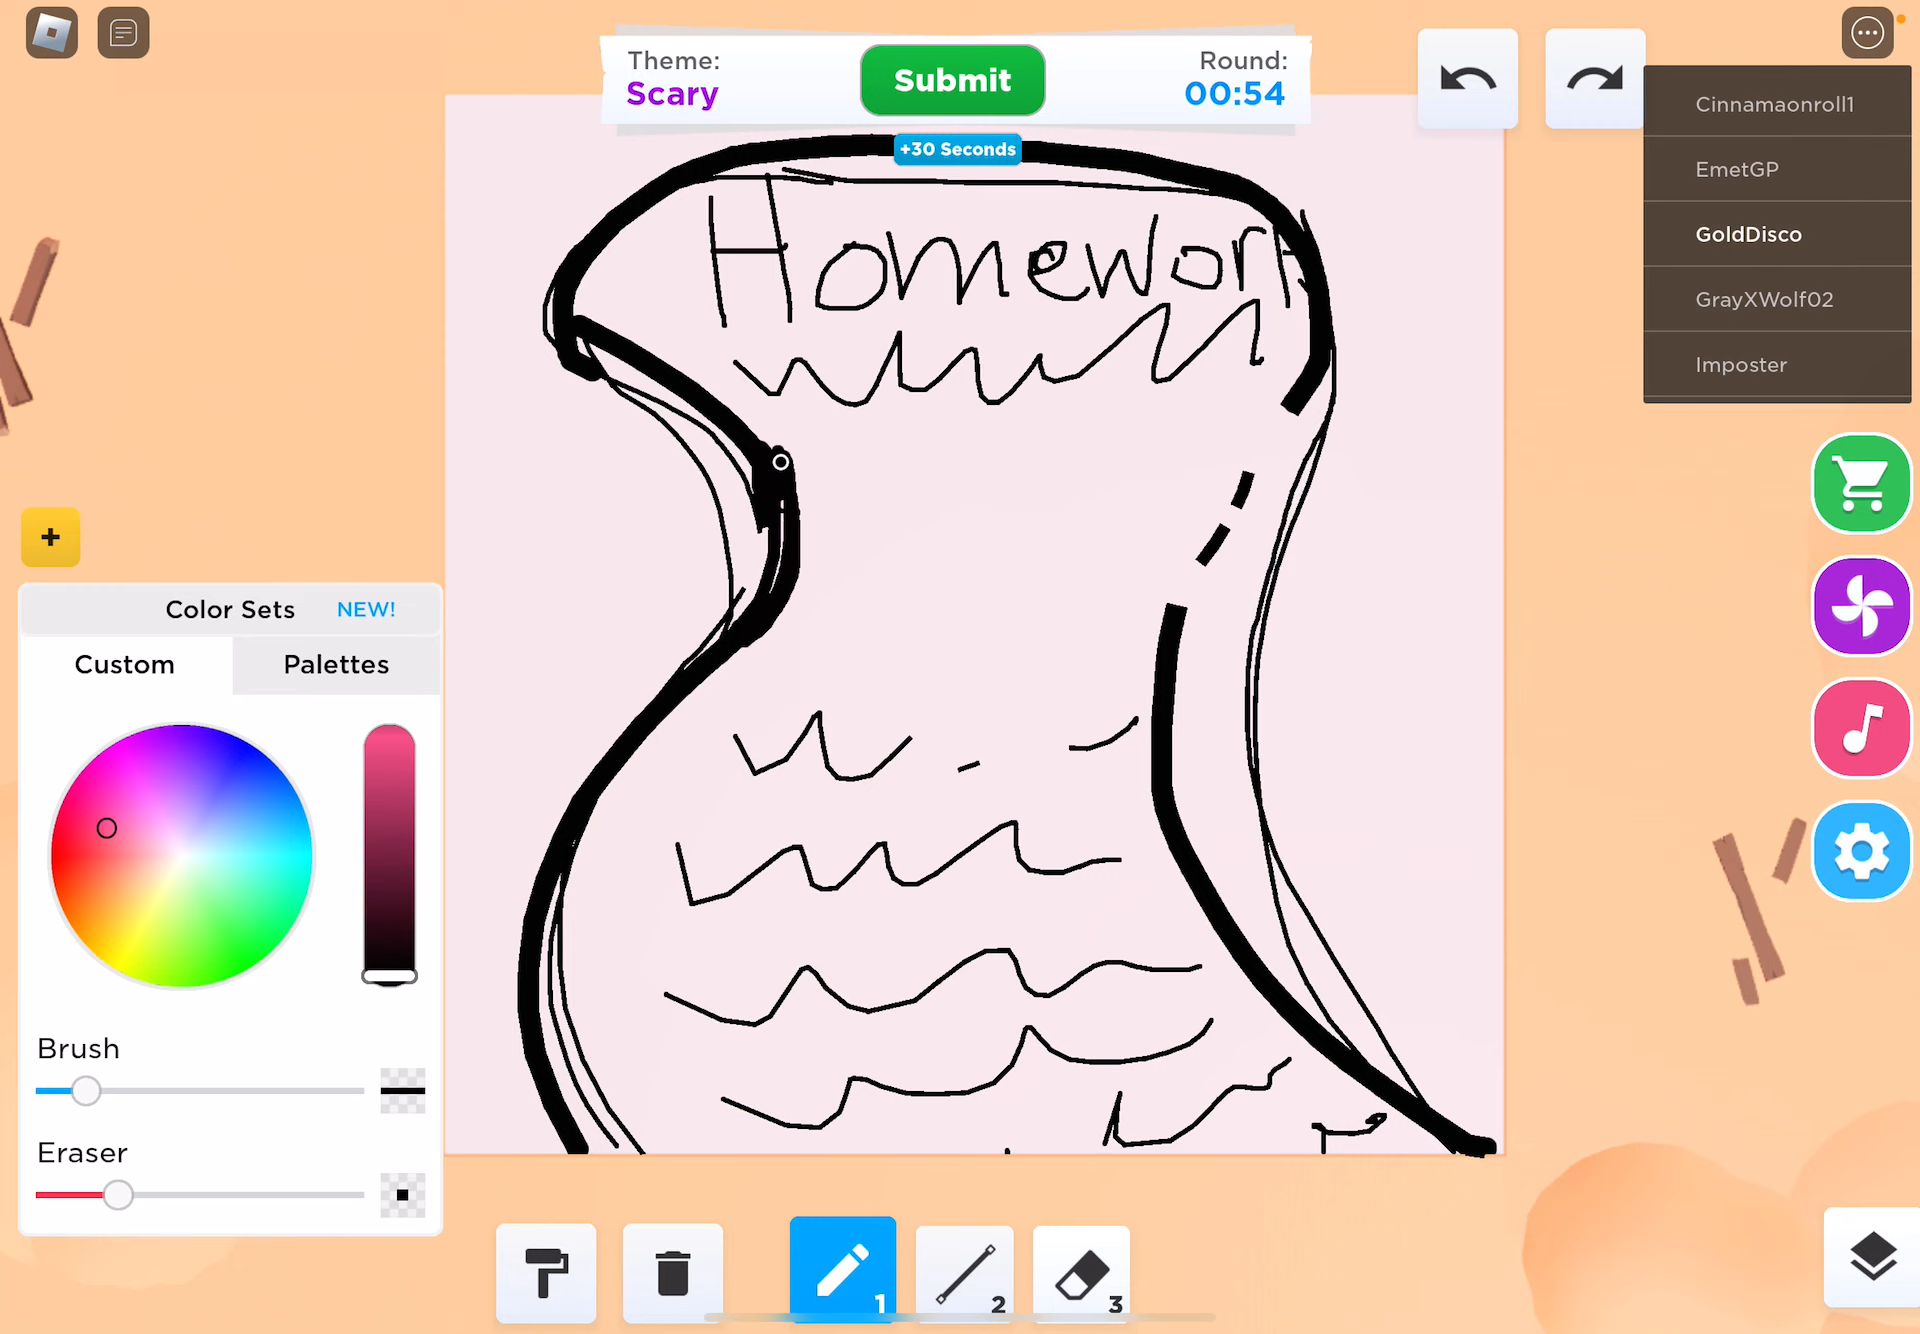 Theme:
Scary
Submit
Round:
00:54
+30 Seconds
Cinnamaonroll1
EmetGP
GoldDisco
GrayXWolf02
Imposter
Homework
+
Color Sets NEW!
Custom Palettes
Brush
Eraser
1 2 3